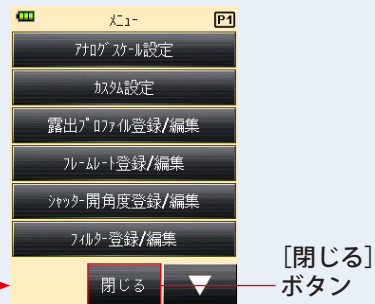 ﾒﾆｭｰ P1
ｱﾅﾛｸﾞｽｹｰﾙ設定
ｶｽﾀﾑ設定
露出ﾌﾟﾛﾌｧｲﾙ登録/編集
ﾌﾚｰﾑﾚｰﾄ登録/編集
ｼｬｯﾀｰ開角度登録/編集
ﾌｨﾙﾀｰ登録/編集
閉じる
[閉じる]
ボタン